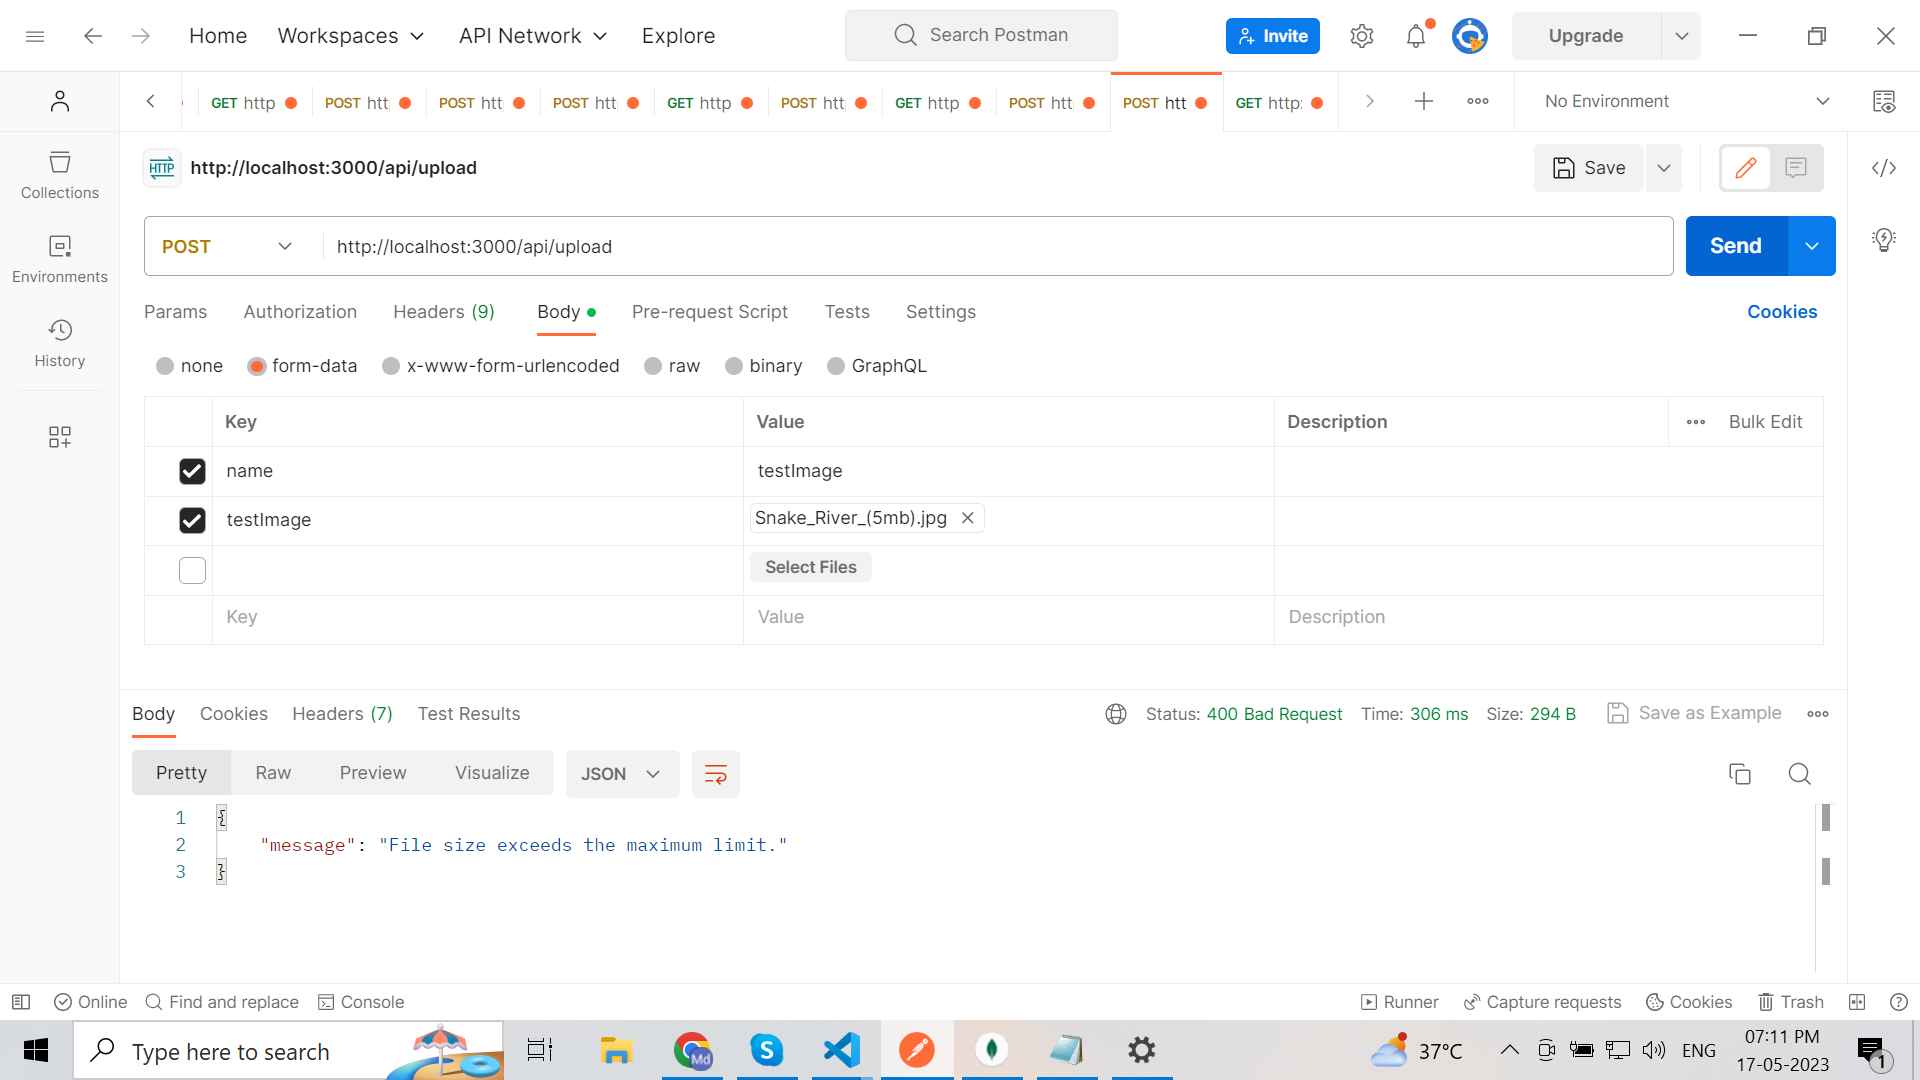 Home Workspaces API Network Explore Search Postman Invite Upgrade
GET http POST htt POST htt POST htt GET http POST htt GET http POST htt POST htt GET http: No Environment
HTTP http://localhost:3000/api/upload Save
Collections
Environments
History
POST http://localhost:3000/api/upload Send
Params Authorization Headers (9) Body Pre-request Script Tests Settings Cookies
none form-data x-www-form-urlencoded raw binary GraphQL
Key Value Description Bulk Edit
name testImage
testImage Snake_River_(5mb).jpg
Select Files
Key Value Description
Body Cookies Headers (7) Test Results Status: 400 Bad Request Time: 306 ms Size: 294 B Save as Example
Pretty Raw Preview Visualize JSON
1 {
2 "message": "File size exceeds the maximum limit."
3 }
Online Find and replace Console Runner Capture requests Cookies Trash
Type here to search Md S 37°C ENG 07:11 PM
17-05-2023 1